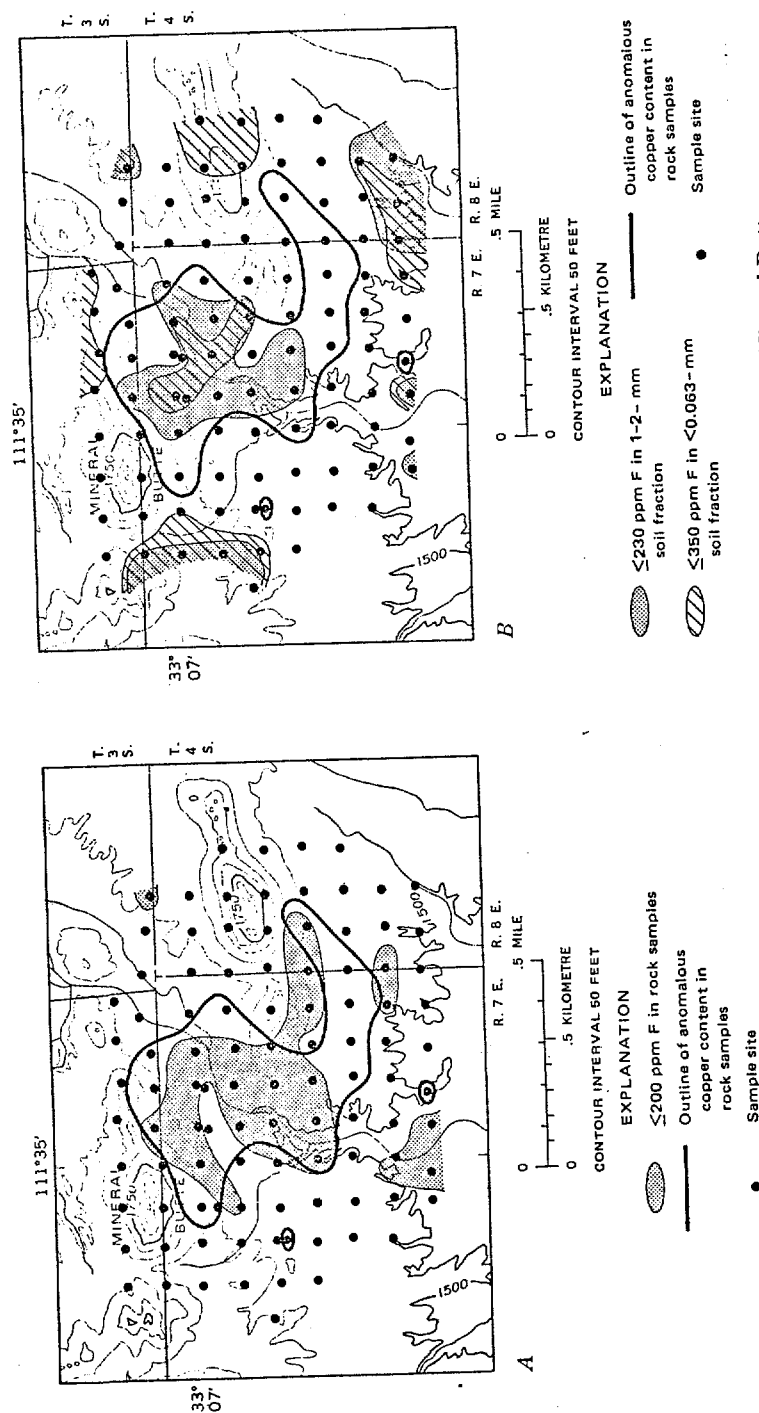 111°35'
T.
3
S.
T.
4
S.
MINERAL
1750
BUTTE
33°
07'
1750
1500
1500
R. 7 E. R. 8 E.
A
0 .5 MILE
0 .5 KILOMETRE
CONTOUR INTERVAL 50 FEET
EXPLANATION
≤200 ppm F in rock samples
Outline of anomalous
copper content in
rock samples
Sample site
111°35'
T.
3
S.
T.
4
S.
MINERAL
1750
BUTTE
33°
07'
1500
R. 7 E. R. 8 E.
B
0 .5 MILE
0 .5 KILOMETRE
CONTOUR INTERVAL 50 FEET
EXPLANATION
≤230 ppm F in 1-2- mm
soil fraction
≤350 ppm F in <0.063-mm
soil fraction
Outline of anomalous
copper content in
rock samples
Sample site